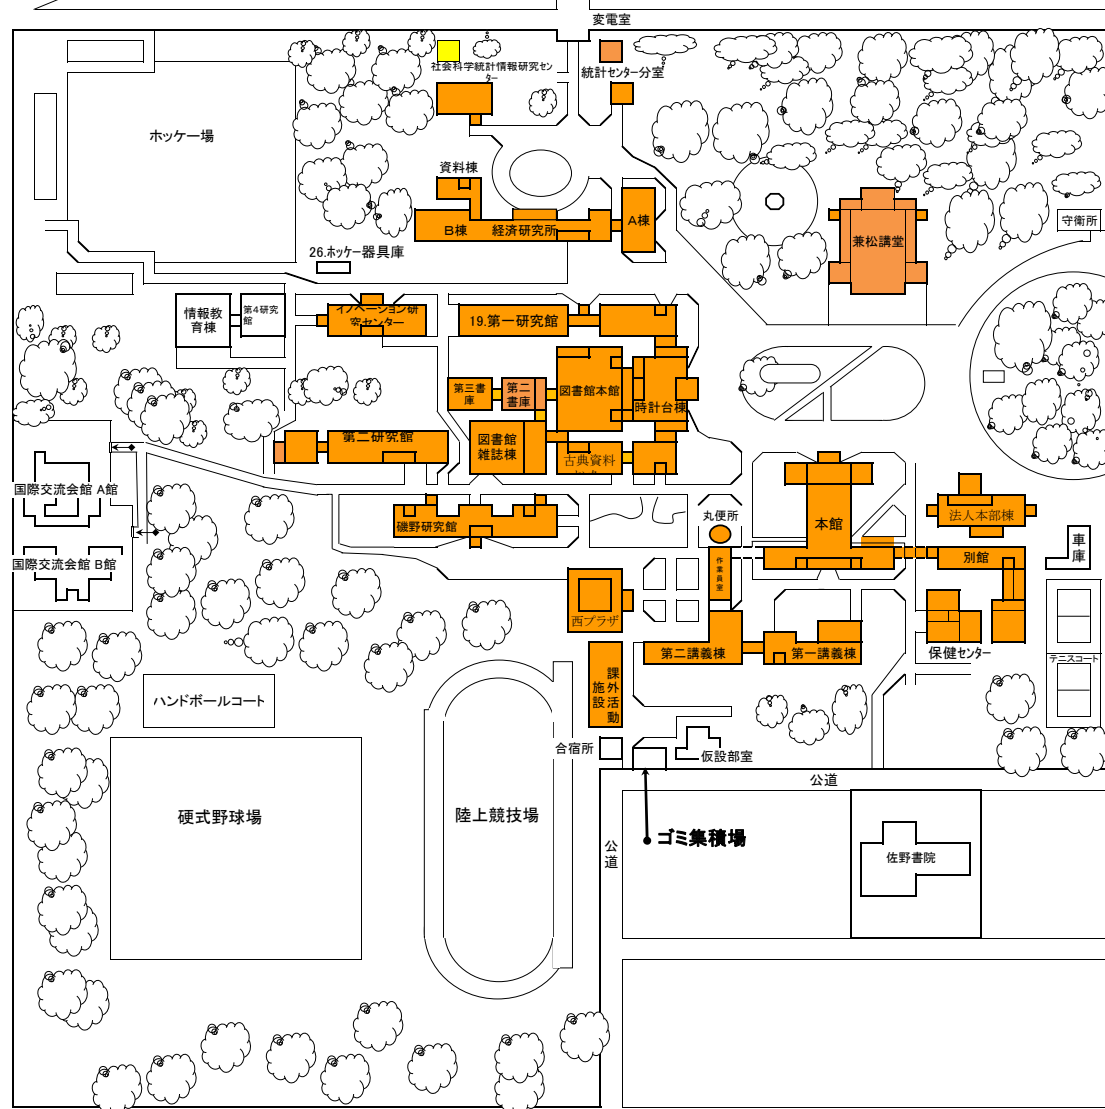 変電室
社会科学統計情報研究セン
ター
統計センター分室
ホッケー場
資料棟
B棟
経済研究所
A棟
守衛所
兼松講堂
26.ホッケー器具庫
情報教
育棟
第4研究
館
イノベーション研
究センター
19.第一研究館
第三書
庫
第二
書庫
図書館本館
時計台棟
第二研究館
図書館
雑誌棟
古典資料
センター
国際交流会館 A館
磯野研究館
丸便所
本館
法人本部棟
車
庫
国際交流会館 B館
作
業
員
室
別館
西プラザ
第二講義棟
第一講義棟
保健センター
テニスコート
課外活動
施設
ハンドボールコート
合宿所
仮設部室
公道
硬式野球場
陸上競技場
ゴミ集積場
公
道
佐野書院